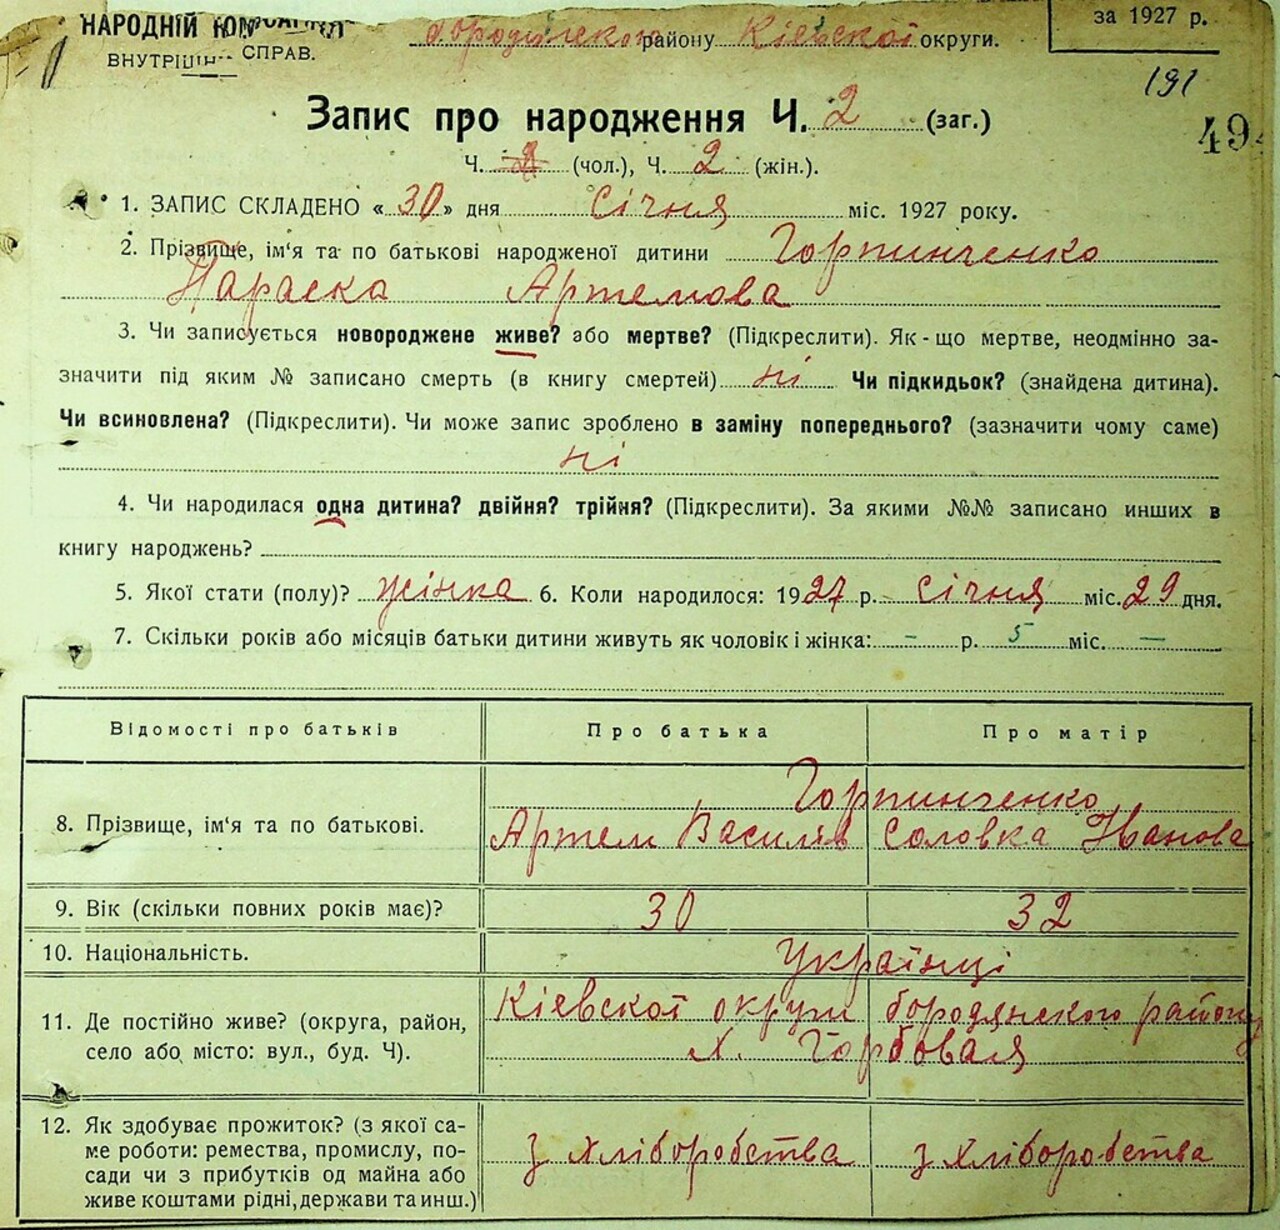 НАРОДНІЙ
за 1927 р.
району Кіевскої округи.
ВНУТРІШН СПРАВ.
191
Запис про народження Ч. 2 (заг.)
49
Ч. 2 (чол.), Ч. 2 (жін.).
1. ЗАПИС СКЛАДЕНО « 30 » дня січня міс. 1927 року.
2. Прізвище, ім'я та по батькові народженої дитини Горпинченко
Параска Артемова
3. Чи записується новороджене живе? або мертве? (Підкреслити). Як-що мертве, неодмінно за-
значити під яким № записано смерть (в книгу смертей) ні Чи підкидьок? (знайдена дитина).
Чи всиновлена? (Підкреслити). Чи може запис зроблено в заміну попереднього? (зазначити чому саме)
ні
4. Чи народилася одна дитина? двійня? трійня? (Підкреслити). За якими №№ записано инших в
книгу народжень?
5. Якої стати (полу)? жінка 6. Коли народилося: 1927 р. січня міс. 29 дня.
7. Скільки років або місяців батьки дитини живуть як чоловік і жінка: - р. 5 міс. —
Відомості про батьків Про батька Про матір
Горпинченко
8. Прізвище, ім'я та по батькові. Артем Василів Соловка Іванова
9. Вік (скільки повних років має)? 30 32
10. Національність. Українці
11. Де постійно живе? (округа, район, Кіевскої округи бородянского району
село або місто: вул., буд. Ч). х. Горбоваля
12. Як здобуває прожиток? (з якої са-
ме роботи: ремества, промислу, по- з хліборобства з хліборобства
сади чи з прибутків од майна або
живе коштами рідні, держави та инш.)